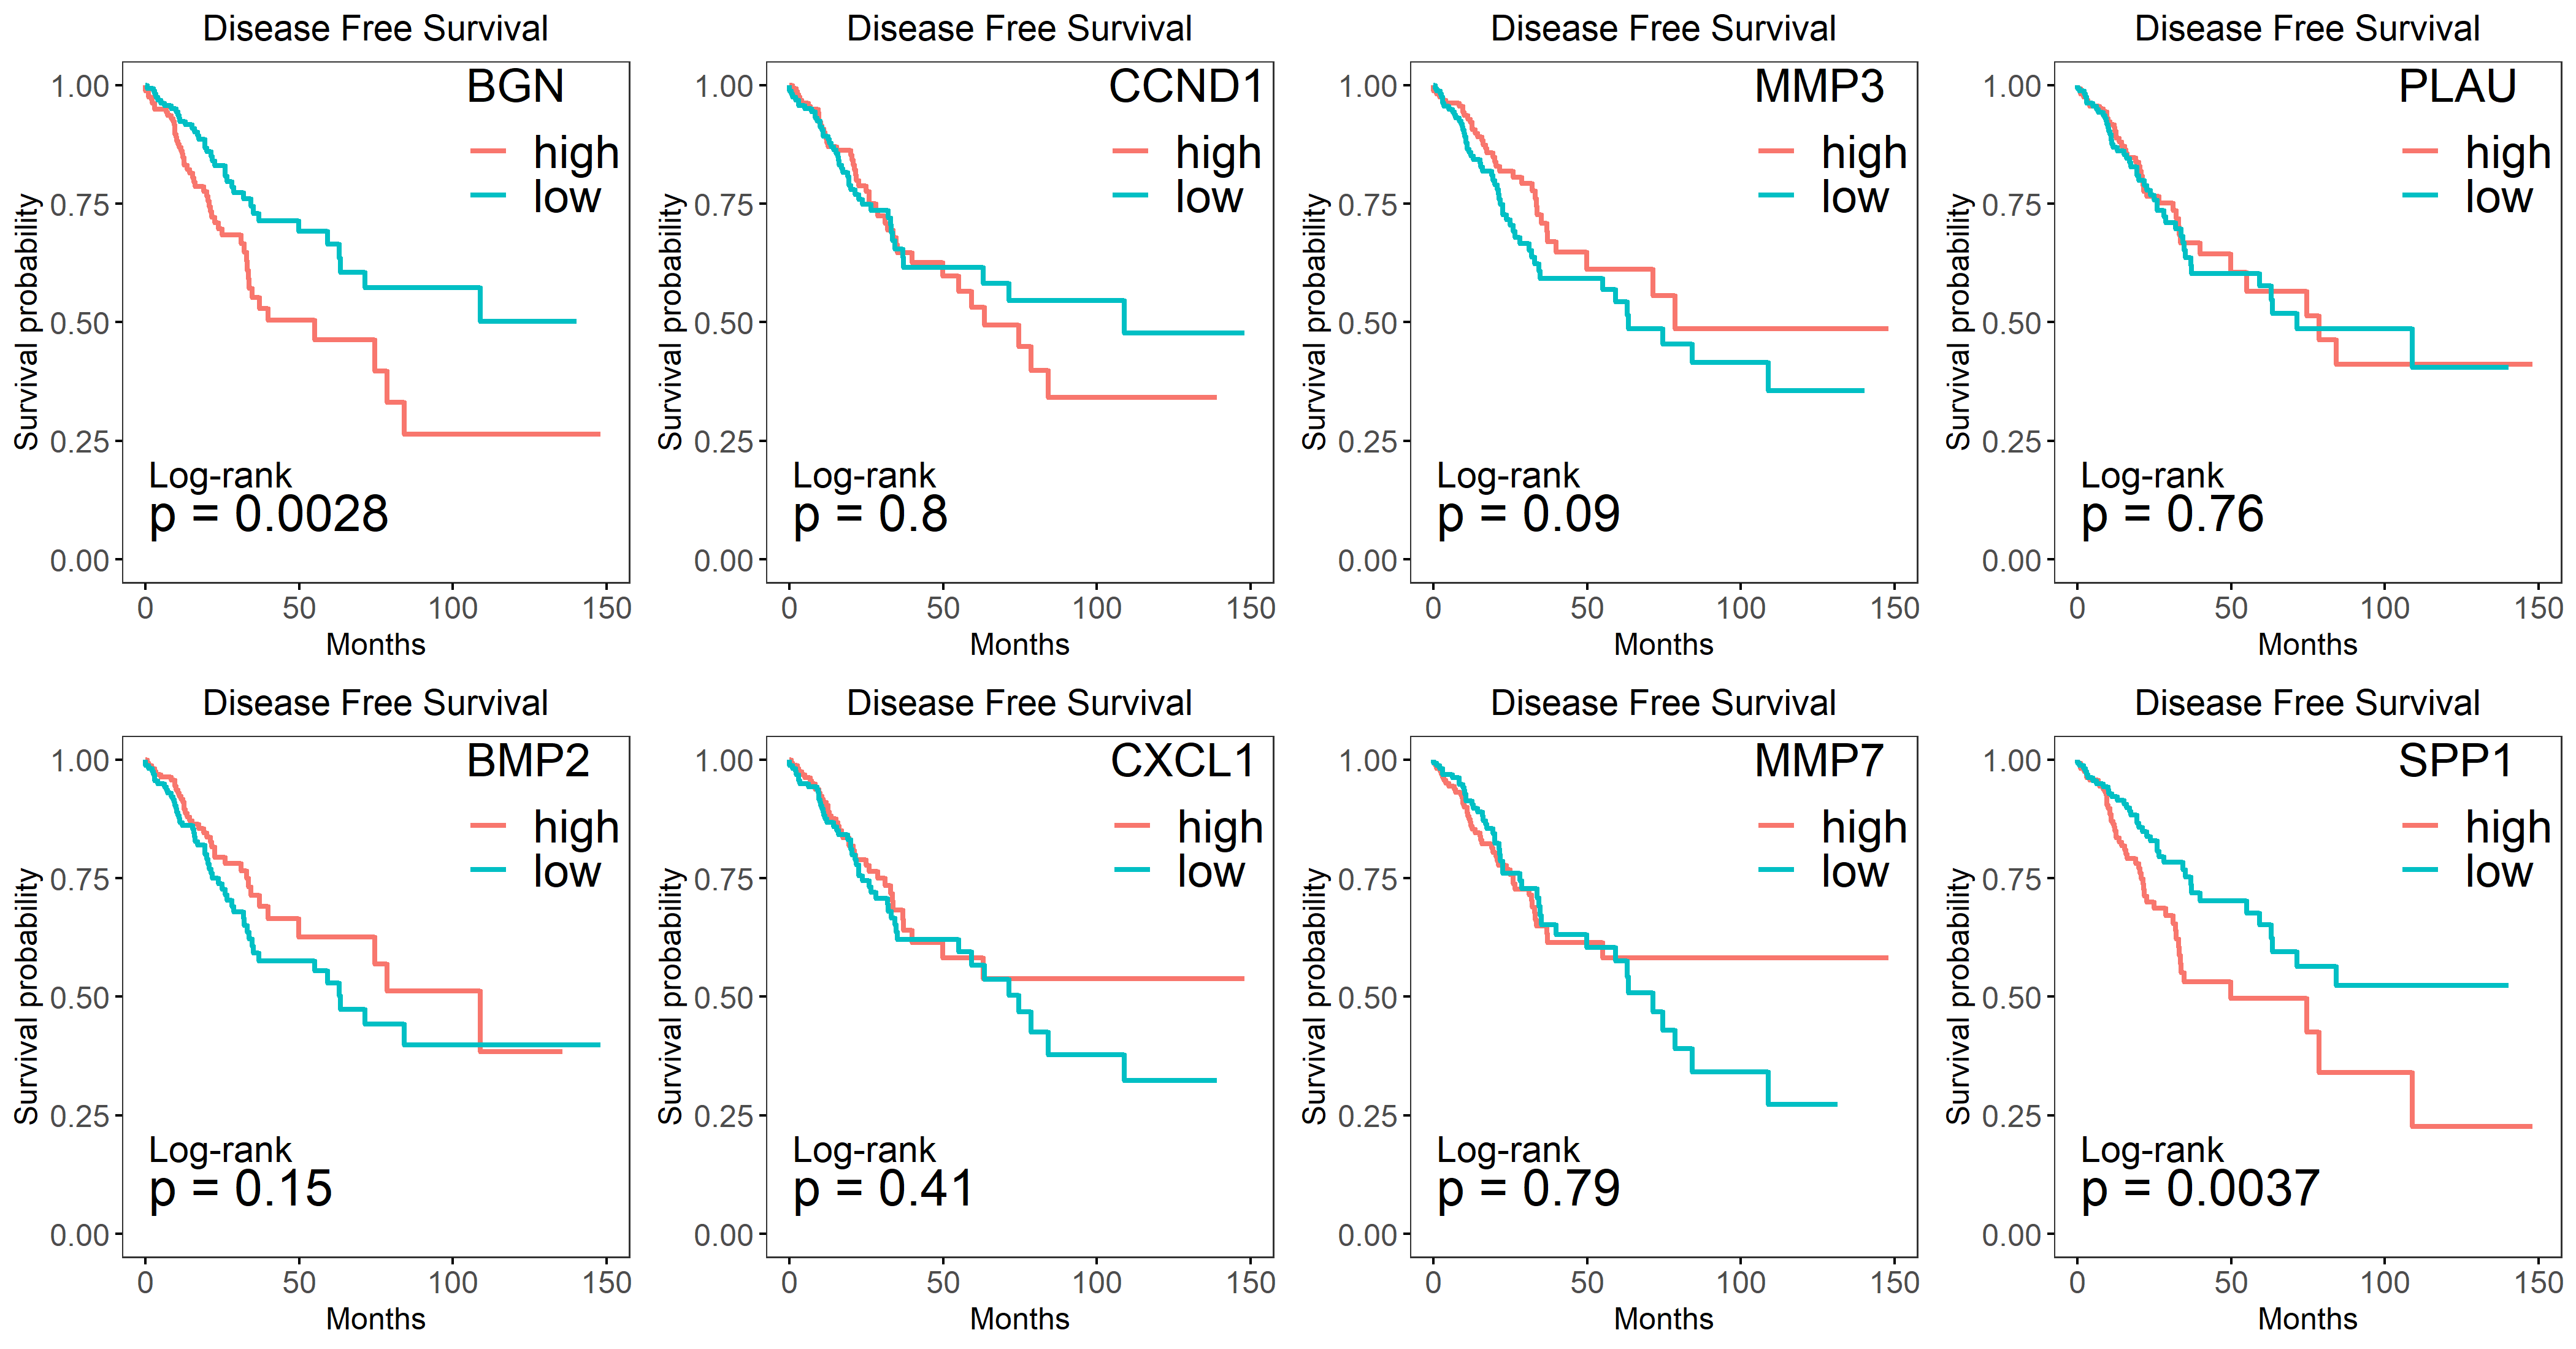 Disease Free Survival
BGN
high
low
Survival probability
1.00
0.75
0.50
0.25
0.00
Log-rank
p = 0.0028
0 50 100 150
Months
Disease Free Survival
CCND1
high
low
Survival probability
1.00
0.75
0.50
0.25
0.00
Log-rank
p = 0.8
0 50 100 150
Months
Disease Free Survival
MMP3
high
low
Survival probability
1.00
0.75
0.50
0.25
0.00
Log-rank
p = 0.09
0 50 100 150
Months
Disease Free Survival
PLAU
high
low
Survival probability
1.00
0.75
0.50
0.25
0.00
Log-rank
p = 0.76
0 50 100 150
Months
Disease Free Survival
BMP2
high
low
Survival probability
1.00
0.75
0.50
0.25
0.00
Log-rank
p = 0.15
0 50 100 150
Months
Disease Free Survival
CXCL1
high
low
Survival probability
1.00
0.75
0.50
0.25
0.00
Log-rank
p = 0.41
0 50 100 150
Months
Disease Free Survival
MMP7
high
low
Survival probability
1.00
0.75
0.50
0.25
0.00
Log-rank
p = 0.79
0 50 100 150
Months
Disease Free Survival
SPP1
high
low
Survival probability
1.00
0.75
0.50
0.25
0.00
Log-rank
p = 0.0037
0 50 100 150
Months